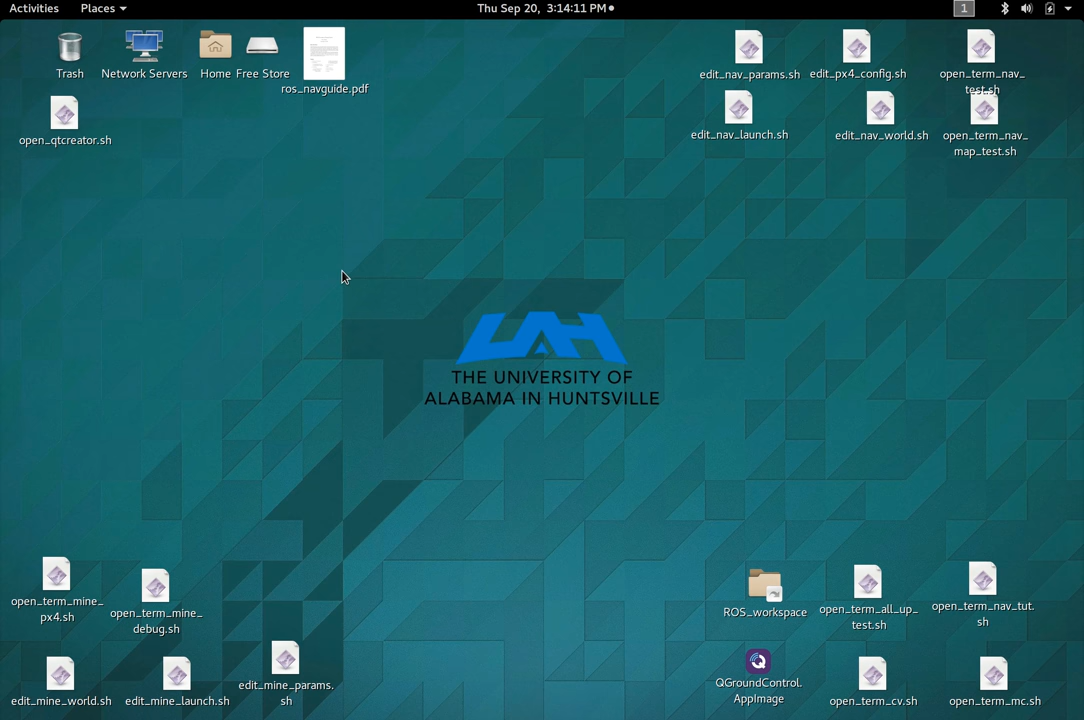 Activities
Places
Thu Sep 20, 3:14:11 PM
1
Trash
Network Servers
Home
Free Store
ros_navguide.pdf
edit_nav_params.sh
edit_px4_config.sh
open_term_nav_
test.sh
open_qtcreator.sh
edit_nav_launch.sh
edit_nav_world.sh
open_term_nav_
map_test.sh
UAH
THE UNIVERSITY OF
ALABAMA IN HUNTSVILLE
open_term_mine_
px4.sh
open_term_mine_
debug.sh
ROS_workspace
open_term_all_up_
test.sh
open_term_nav_tut.
sh
edit_mine_world.sh
edit_mine_launch.sh
edit_mine_params.
sh
QGroundControl.
AppImage
open_term_cv.sh
open_term_mc.sh